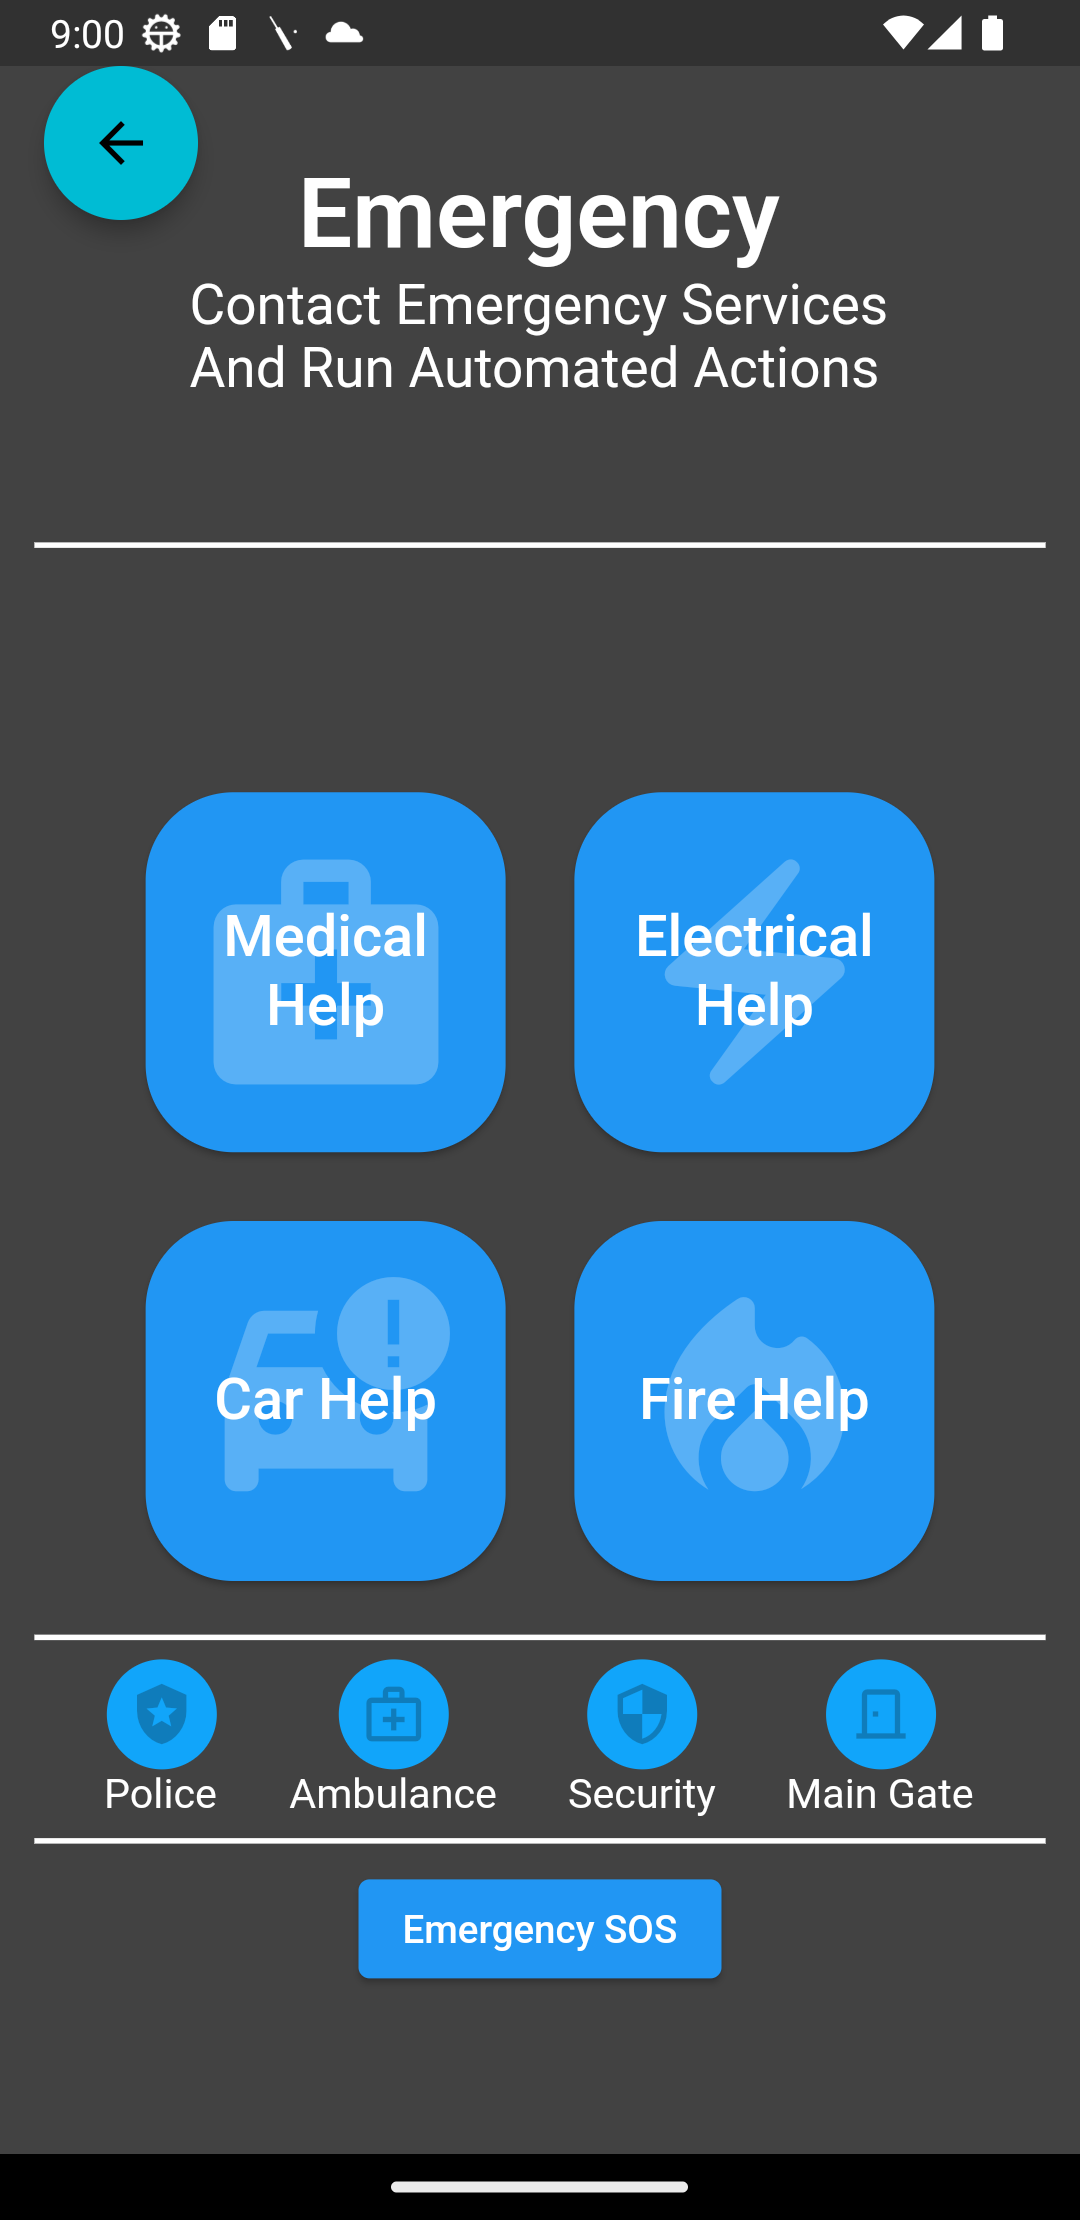 9:00
Emergency
Contact Emergency Services
And Run Automated Actions
Medical
Help
Electrical
Help
Car Help
Fire Help
Police
Ambulance
Security
Main Gate
Emergency SOS